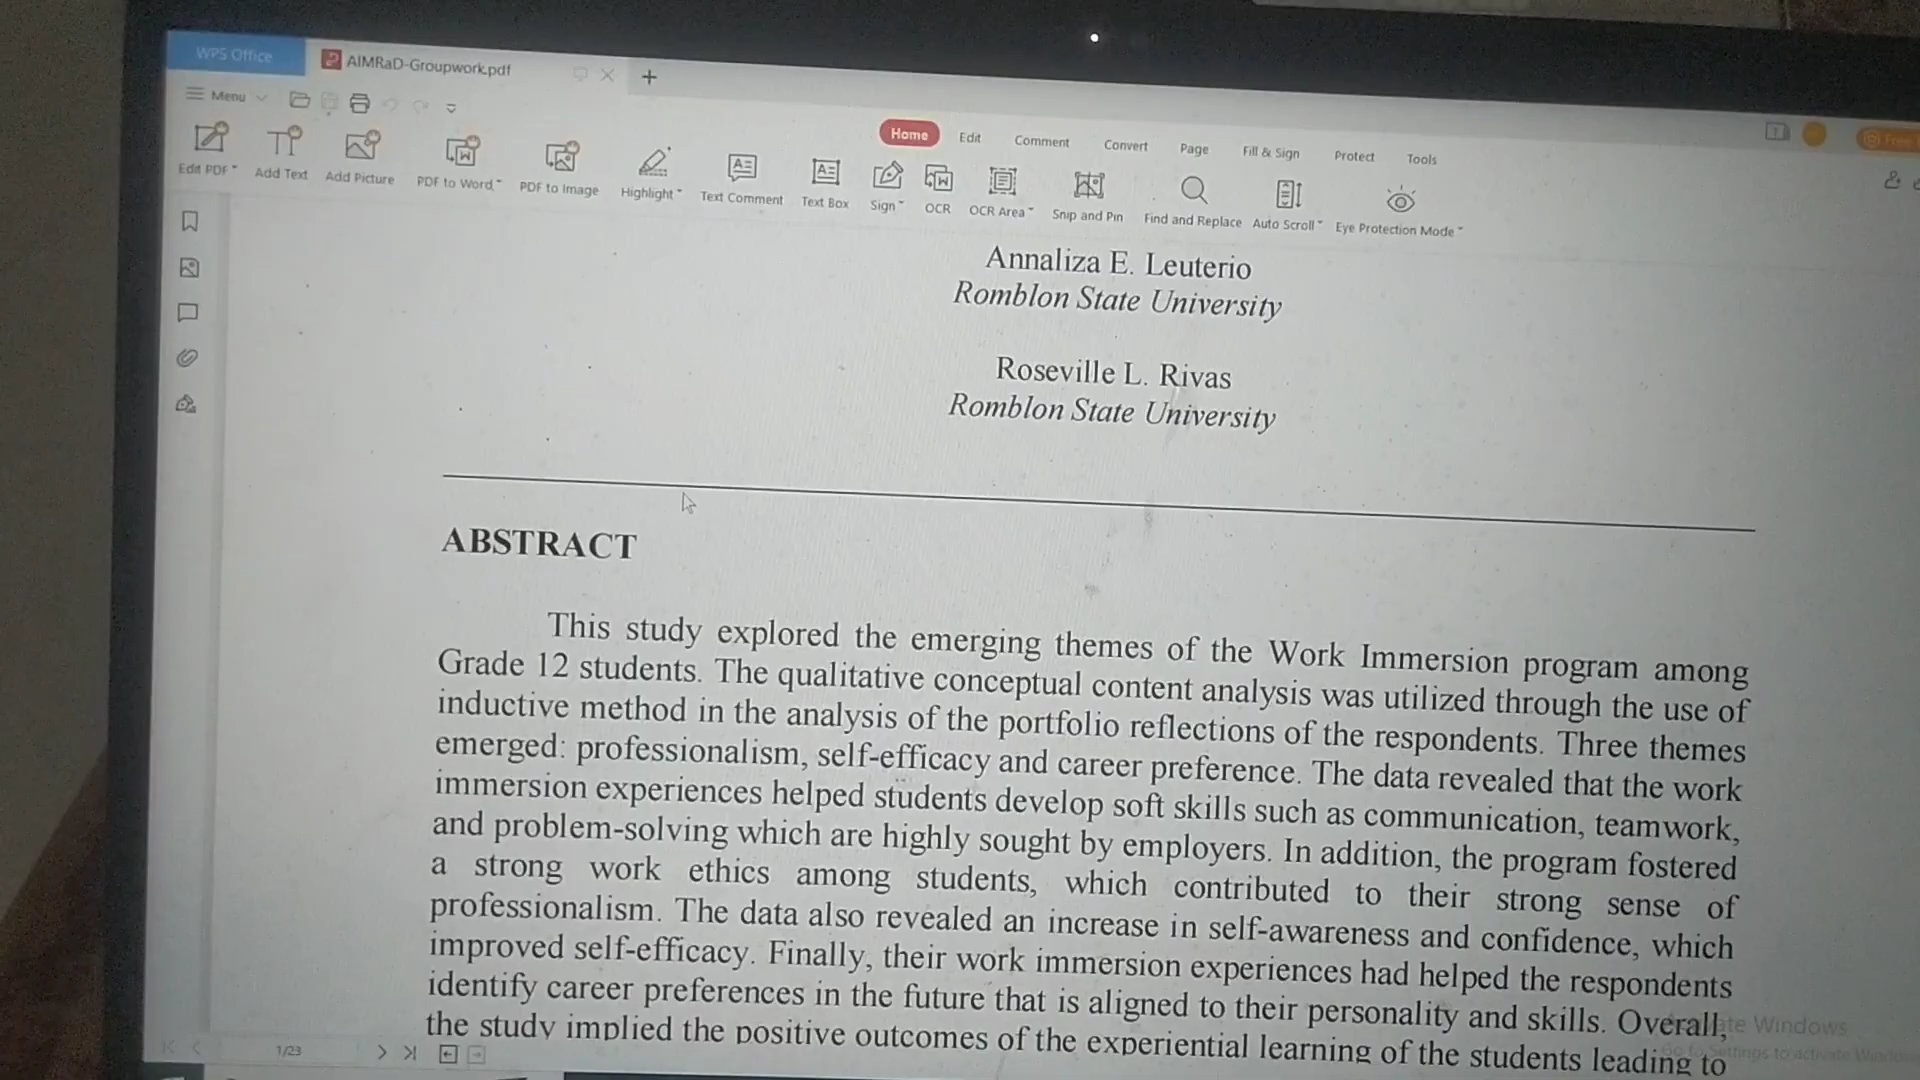 WPS Office
AIMRaD-Groupwork.pdf
Menu
Home
Edit
Comment
Convert
Page
Fill & Sign
Protect
Tools
Free
Edit PDF
Add Text
Add Picture
PDF to Word
PDF to Image
Highlight
Text Comment
Text Box
Sign
OCR
OCR Area
Snip and Pin
Find and Replace
Auto Scroll
Eye Protection Mode
Annaliza E. Leuterio
Romblon State University
Roseville L. Rivas
Romblon State University
ABSTRACT
This study explored the emerging themes of the Work Immersion program among
Grade 12 students. The qualitative conceptual content analysis was utilized through the use of
inductive method in the analysis of the portfolio reflections of the respondents. Three themes
emerged: professionalism, self-efficacy and career preference. The data revealed that the work
immersion experiences helped students develop soft skills such as communication, teamwork,
and problem-solving which are highly sought by employers. In addition, the program fostered
a strong work ethics among students, which contributed to their strong sense of
professionalism. The data also revealed an increase in self-awareness and confidence, which
improved self-efficacy. Finally, their work immersion experiences had helped the respondents
identify career preferences in the future that is aligned to their personality and skills. Overall,
the study implied the positive outcomes of the experiential learning of the students leading to
Windows
Go to Settings to activate Windows
1/23